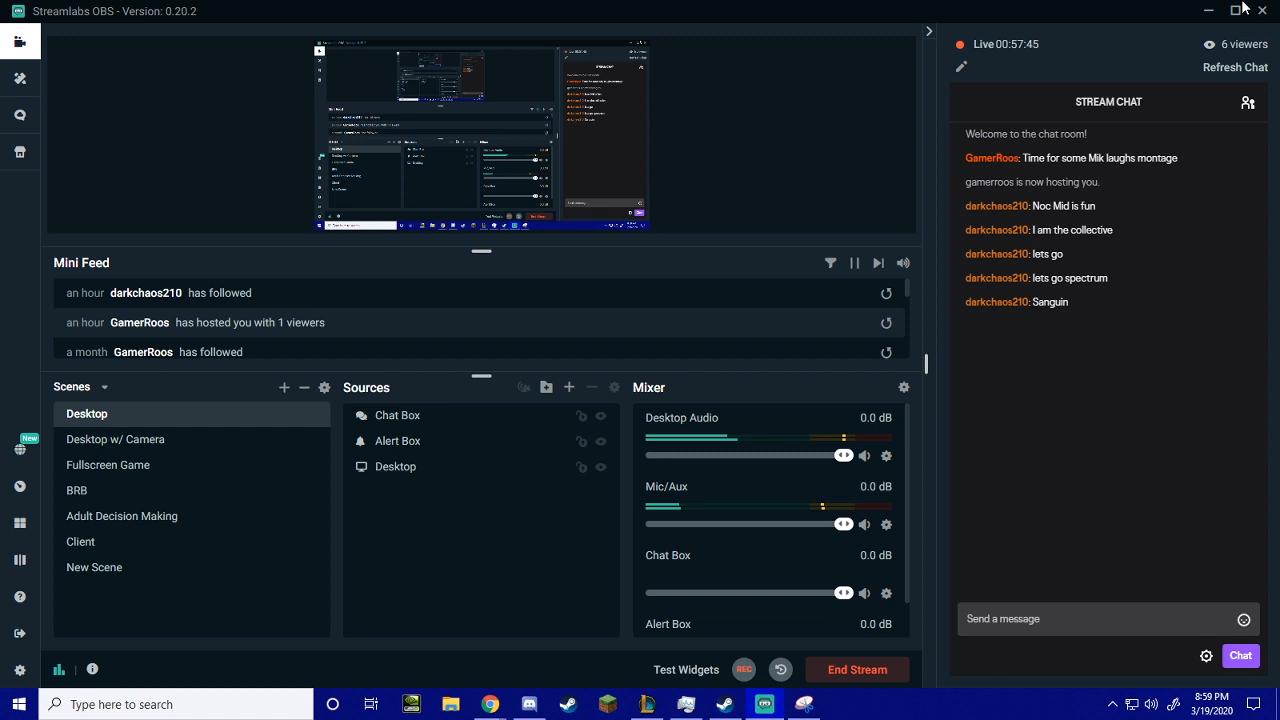 Streamlabs OBS - Version: 0.20.2
Live 00:57:45
6 viewers
Refresh Chat
STREAM CHAT
Welcome to the chat room!
GamerRoos: Time for some Mik badges montage
gamerroos is now hosting you.
darkchaos210: Noc Mid is fun
darkchaos210: I am the collective
darkchaos210: lets go
darkchaos210: lets go spectrum
darkchaos210: Sanguin
Mini Feed
an hour darkchaos210 has followed
an hour GamerRoos has hosted you with 1 viewers
a month GamerRoos has followed
Scenes
Desktop
Desktop w/ Camera
Fullscreen Game
BRB
Adult Decision Making
Client
New Scene
Sources
Chat Box
Alert Box
Desktop
Mixer
Desktop Audio 0.0 dB
Mic/Aux 0.0 dB
Chat Box 0.0 dB
Alert Box 0.0 dB
New
Send a message
Chat
Test Widgets
REC
End Stream
Type here to search
8:59 PM
3/19/2020